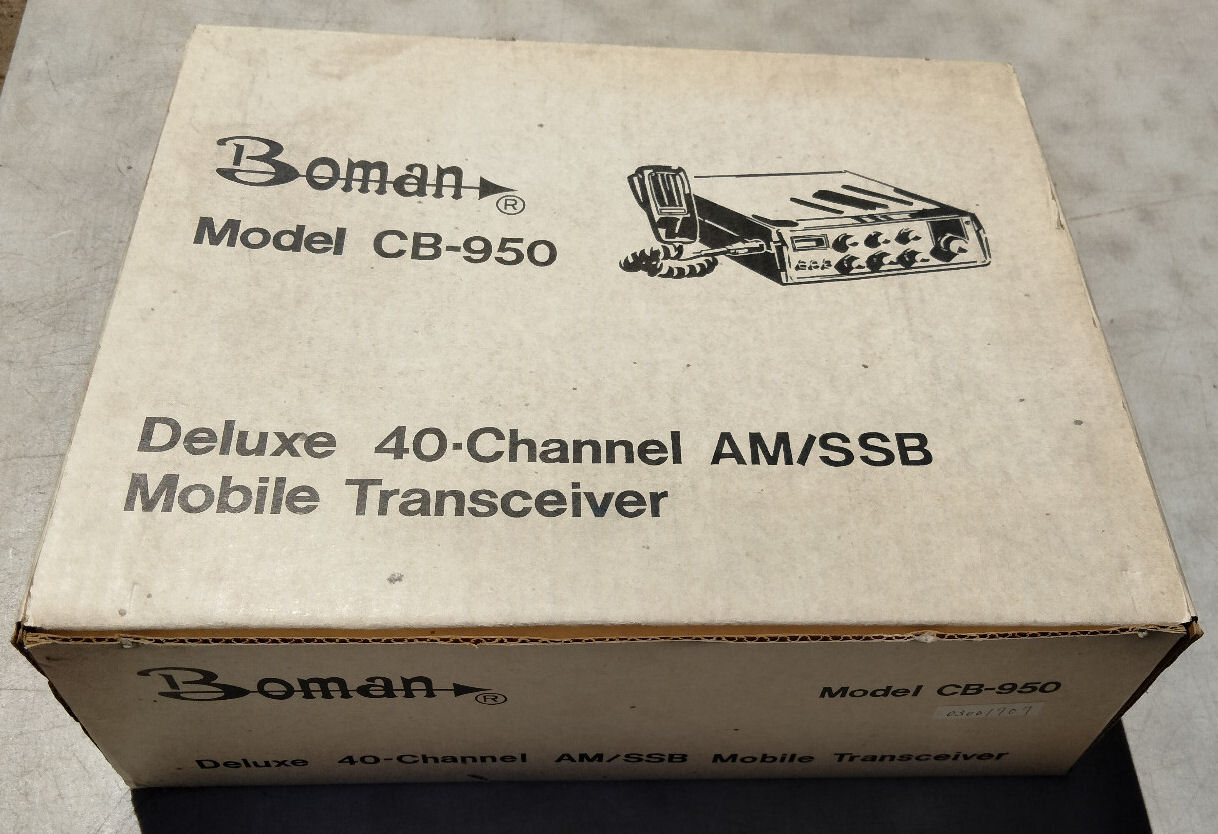 Boman®
Model CB-950
Deluxe 40-Channel AM/SSB
Mobile Transceiver
Boman®
Model CB-950
Deluxe 40-Channel AM/SSB Mobile Transceiver